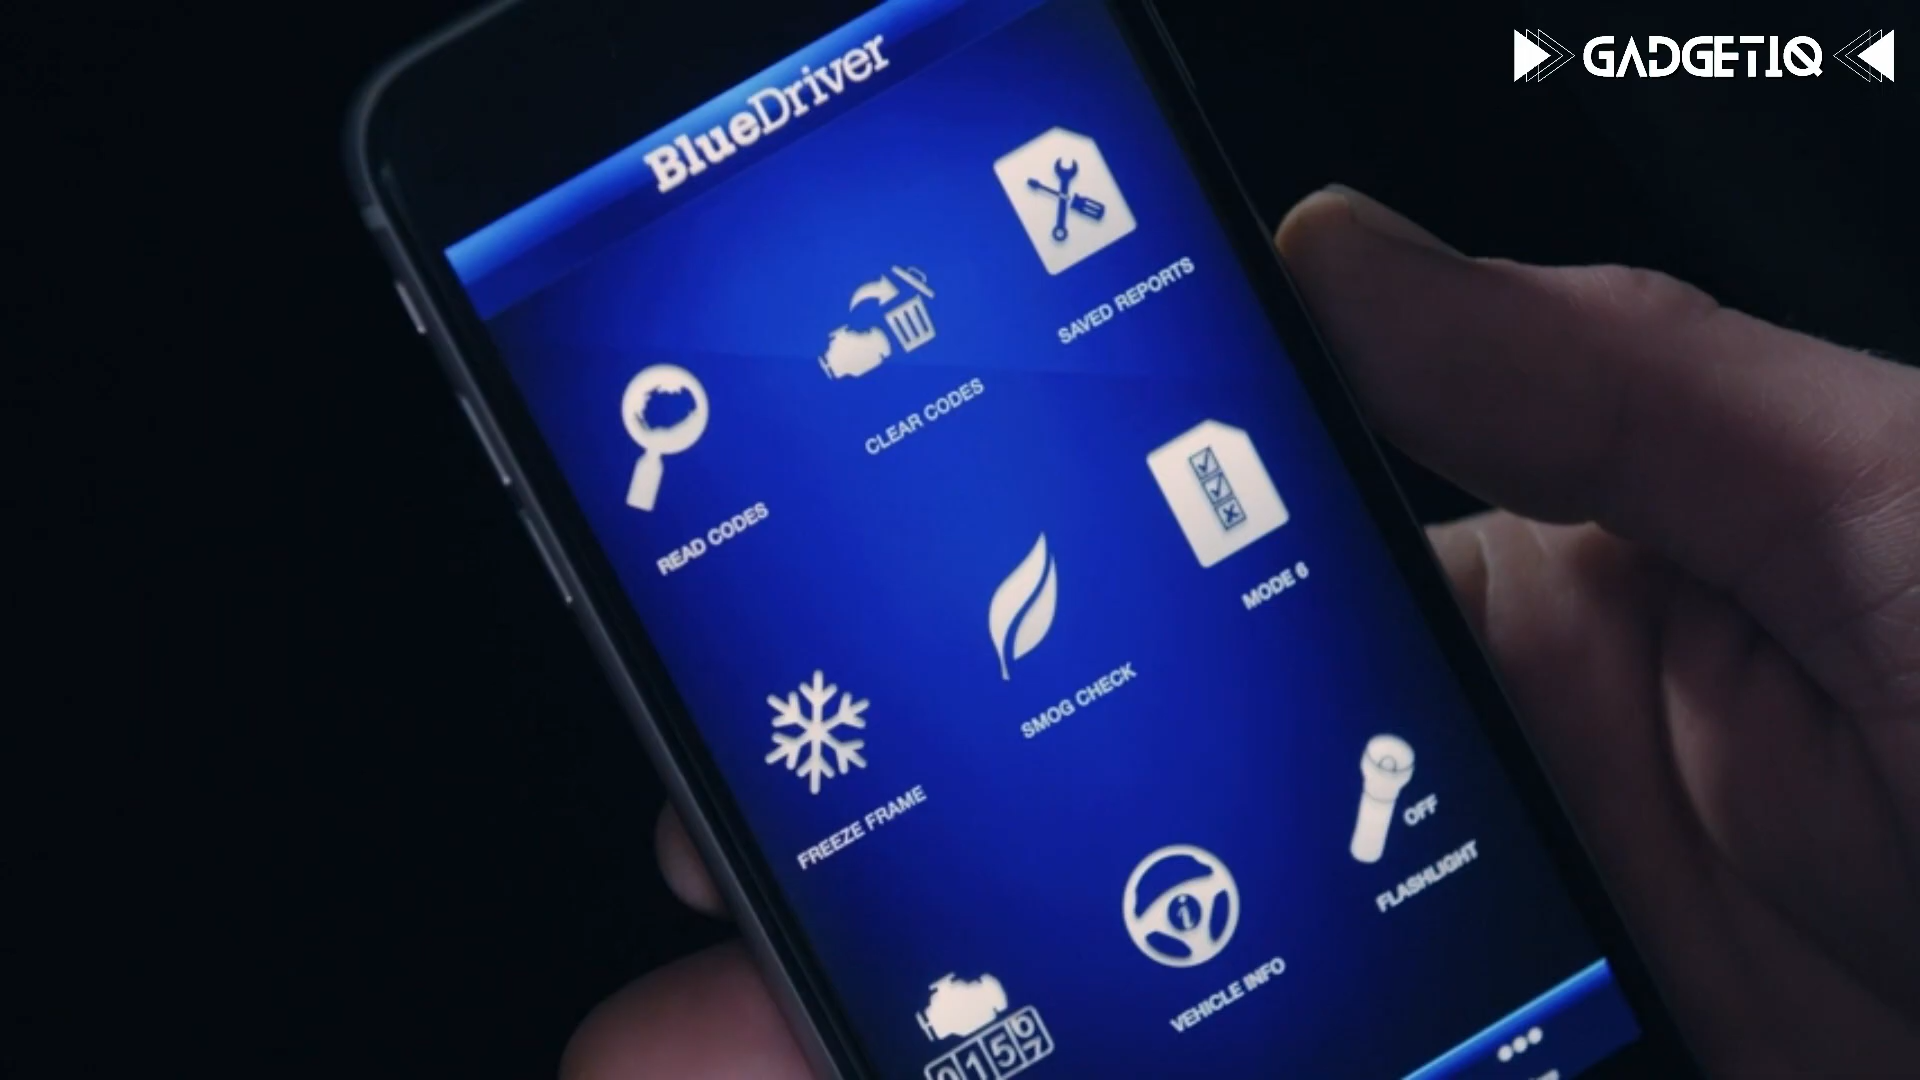 GADGETIQ
BlueDriver
READ CODES
CLEAR CODES
SAVED REPORTS
FREEZE FRAME
SMOG CHECK
MODE 6
VEHICLE INFO
OFF
FLASHLIGHT